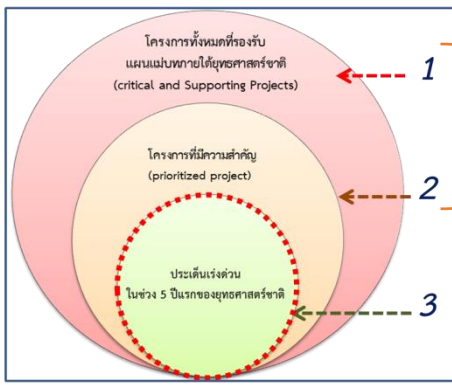 โครงการทั้งหมดที่รองรับ
แผนแม่บทภายใต้ยุทธศาสตร์ชาติ
(critical and Supporting Projects)
1
โครงการที่มีความสำคัญ
(prioritized project)
2
ประเด็นเร่งด่วน
ในช่วง 5 ปีแรกของยุทธศาสตร์ชาติ
3